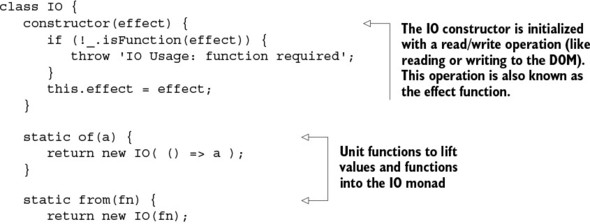 class IO {
constructor(effect) {
if (!_.isFunction(effect)) {
throw 'IO Usage: function required';
}
this.effect = effect;
}
static of(a) {
return new IO( () => a );
}
static from(fn) {
return new IO(fn);
The IO constructor is initialized
with a read/write operation (like
reading or writing to the DOM).
This operation is also known as
the effect function.
Unit functions to lift
values and functions
into the IO monad